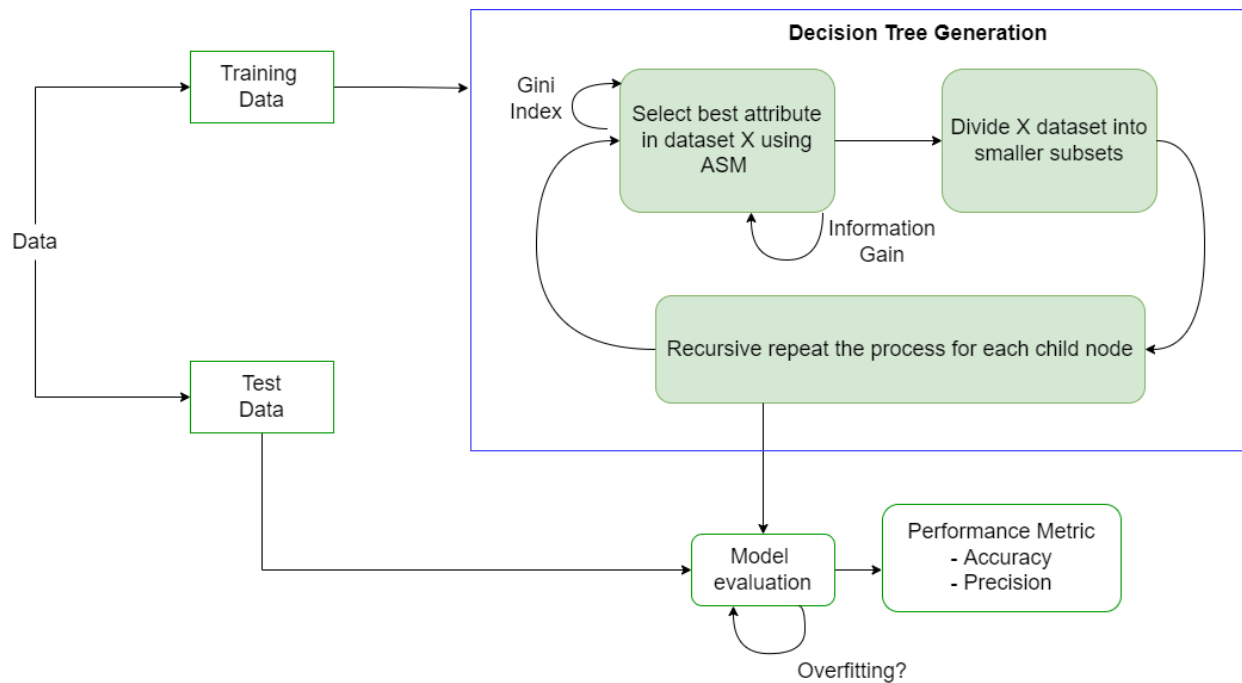 Decision Tree Generation
Training
Data
Gini
Index
Select best attribute
in dataset X using
ASM
Divide X dataset into
smaller subsets
Information
Gain
Data
Recursive repeat the process for each child node
Test
Data
Model
evaluation
Performance Metric
- Accuracy
- Precision
Overfitting?